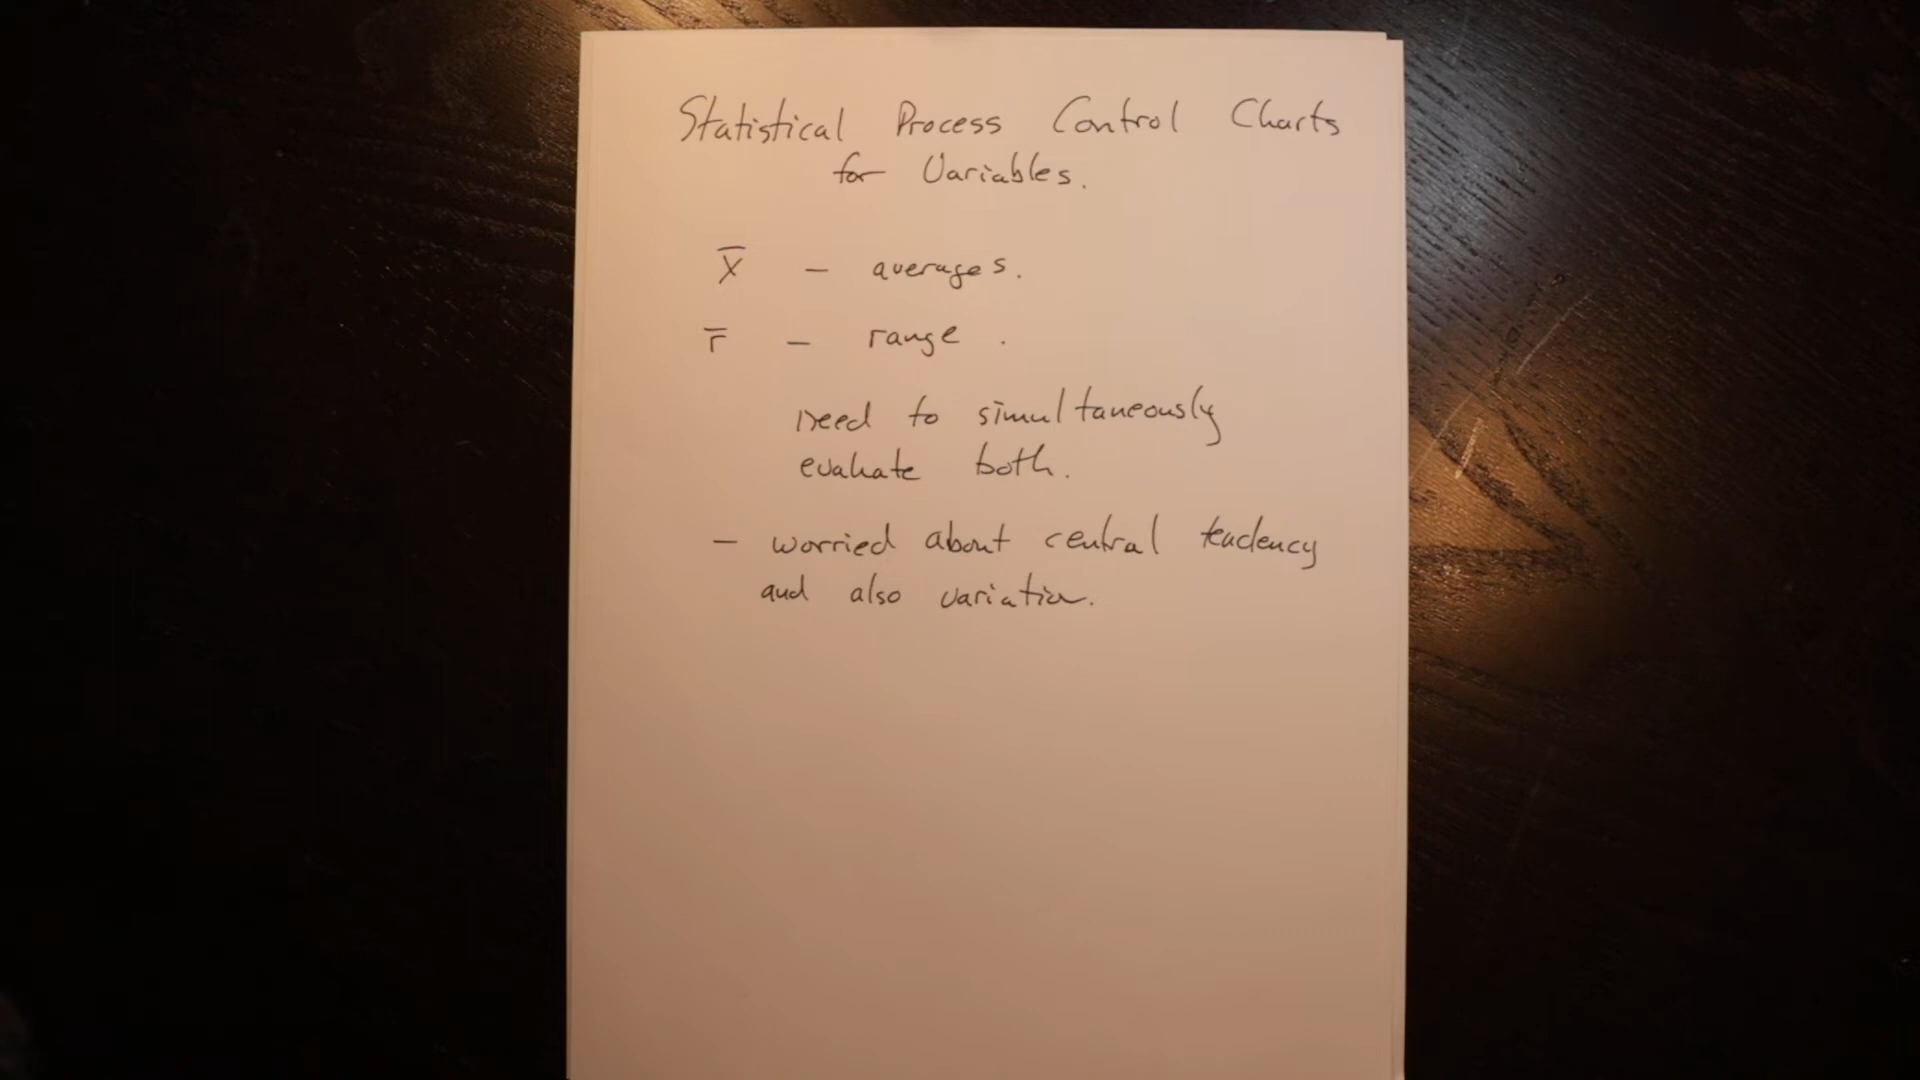 Statistical Process Control Charts
for Variables.
X̄ — averages.
r̄ — range.
need to simultaneously
evaluate both.
- worried about central tendency
and also variation.